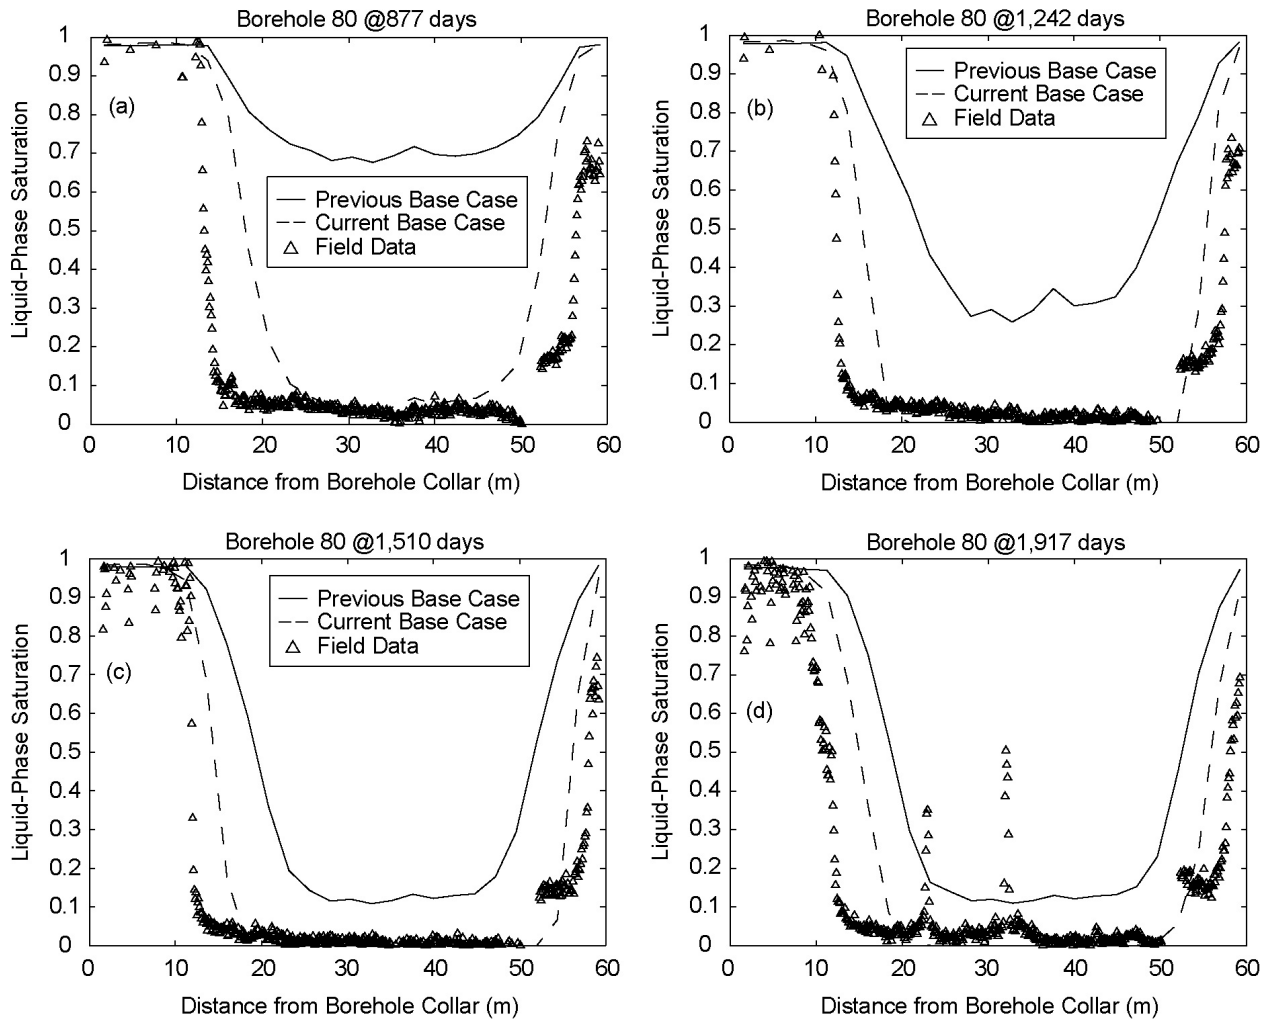 Borehole 80 @877 days
1
0.9
0.8
0.7
0.6
0.5
0.4
0.3
0.2
0.1
0
Liquid-Phase Saturation
(a)
Previous Base Case
Current Base Case
Field Data
0 10 20 30 40 50 60
Distance from Borehole Collar (m)
Borehole 80 @1,242 days
1
0.9
0.8
0.7
0.6
0.5
0.4
0.3
0.2
0.1
0
Liquid-Phase Saturation
(b)
Previous Base Case
Current Base Case
Field Data
0 10 20 30 40 50 60
Distance from Borehole Collar (m)
Borehole 80 @1,510 days
1
0.9
0.8
0.7
0.6
0.5
0.4
0.3
0.2
0.1
0
Liquid-Phase Saturation
(c)
Previous Base Case
Current Base Case
Field Data
0 10 20 30 40 50 60
Distance from Borehole Collar (m)
Borehole 80 @1,917 days
1
0.9
0.8
0.7
0.6
0.5
0.4
0.3
0.2
0.1
0
Liquid-Phase Saturation
(d)
0 10 20 30 40 50 60
Distance from Borehole Collar (m)